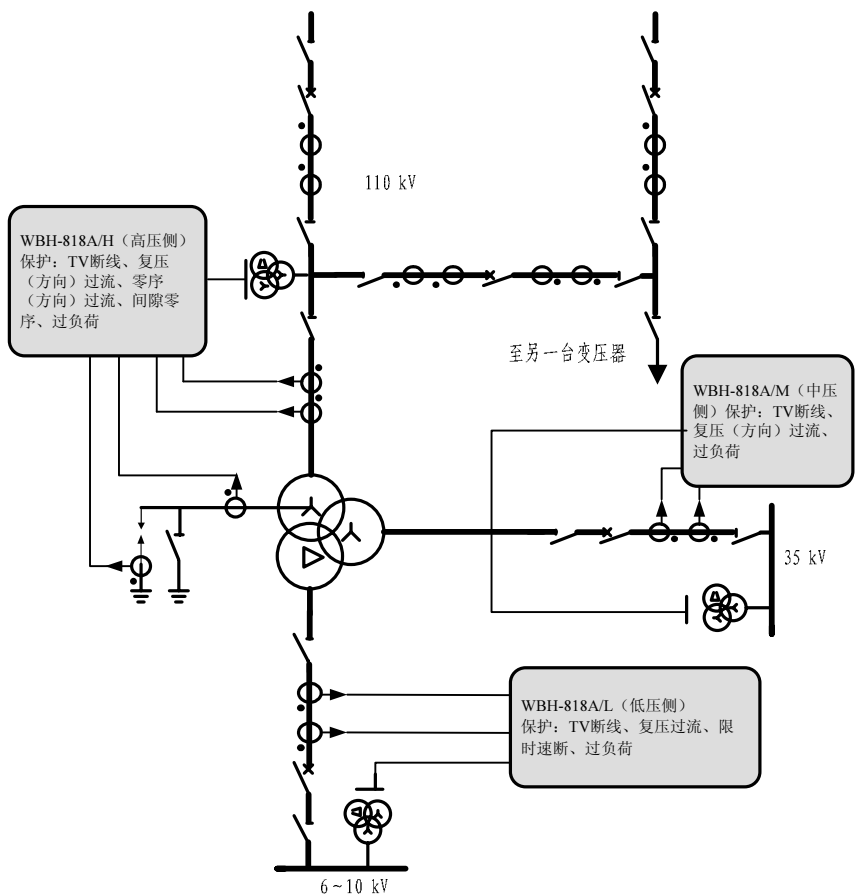 110 kV
WBH-818A/H（高压侧）
保护：TV断线、复压
（方向）过流、零序
（方向）过流、间隙零
序、过负荷
至另一台变压器
WBH-818A/M（中压
侧）保护：TV断线、
复压（方向）过流、
过负荷
35 kV
WBH-818A/L（低压侧）
保护：TV断线、复压过流、限
时速断、过负荷
6~10 kV